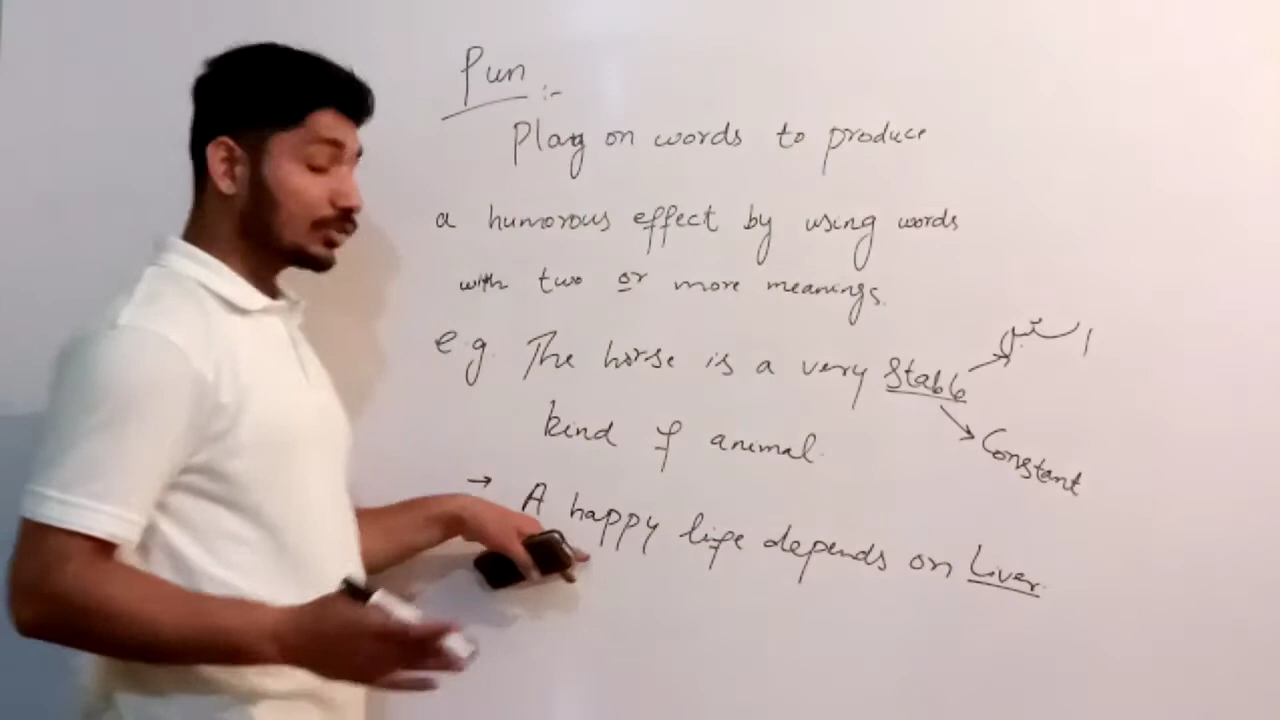 Pun :-
Play on words to produce
a humorous effect by using words
with two or more meanings.
e.g. The horse is a very Stable → استبل
→ Constant
kind of animal.
→ A happy life depends on Liver.